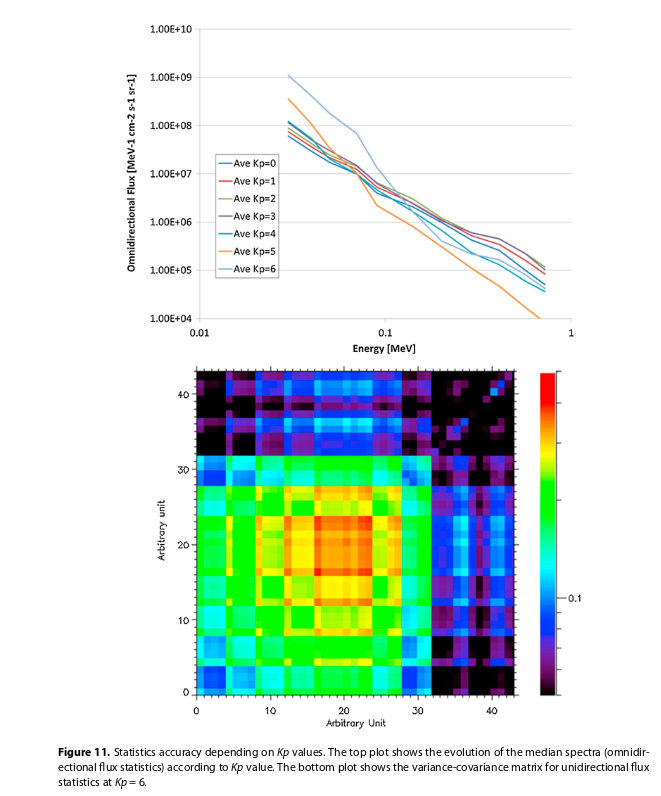 1.00E+10
1.00E+09
1.00E+08
1.00E+07
1.00E+06
1.00E+05
1.00E+04
Omnidirectional Flux [MeV-1 cm-2 s-1 sr-1]
Ave Kp=0
Ave Kp=1
Ave Kp=2
Ave Kp=3
Ave Kp=4
Ave Kp=5
Ave Kp=6
0.01 0.1 1
Energy [MeV]
40
30
20
10
0
Arbitrary unit
0 10 20 30 40
Arbitrary Unit
0.1
Figure 11. Statistics accuracy depending on Kp values. The top plot shows the evolution of the median spectra (omnidir-
ectional flux statistics) according to Kp value. The bottom plot shows the variance-covariance matrix for unidirectional flux
statistics at Kp = 6.